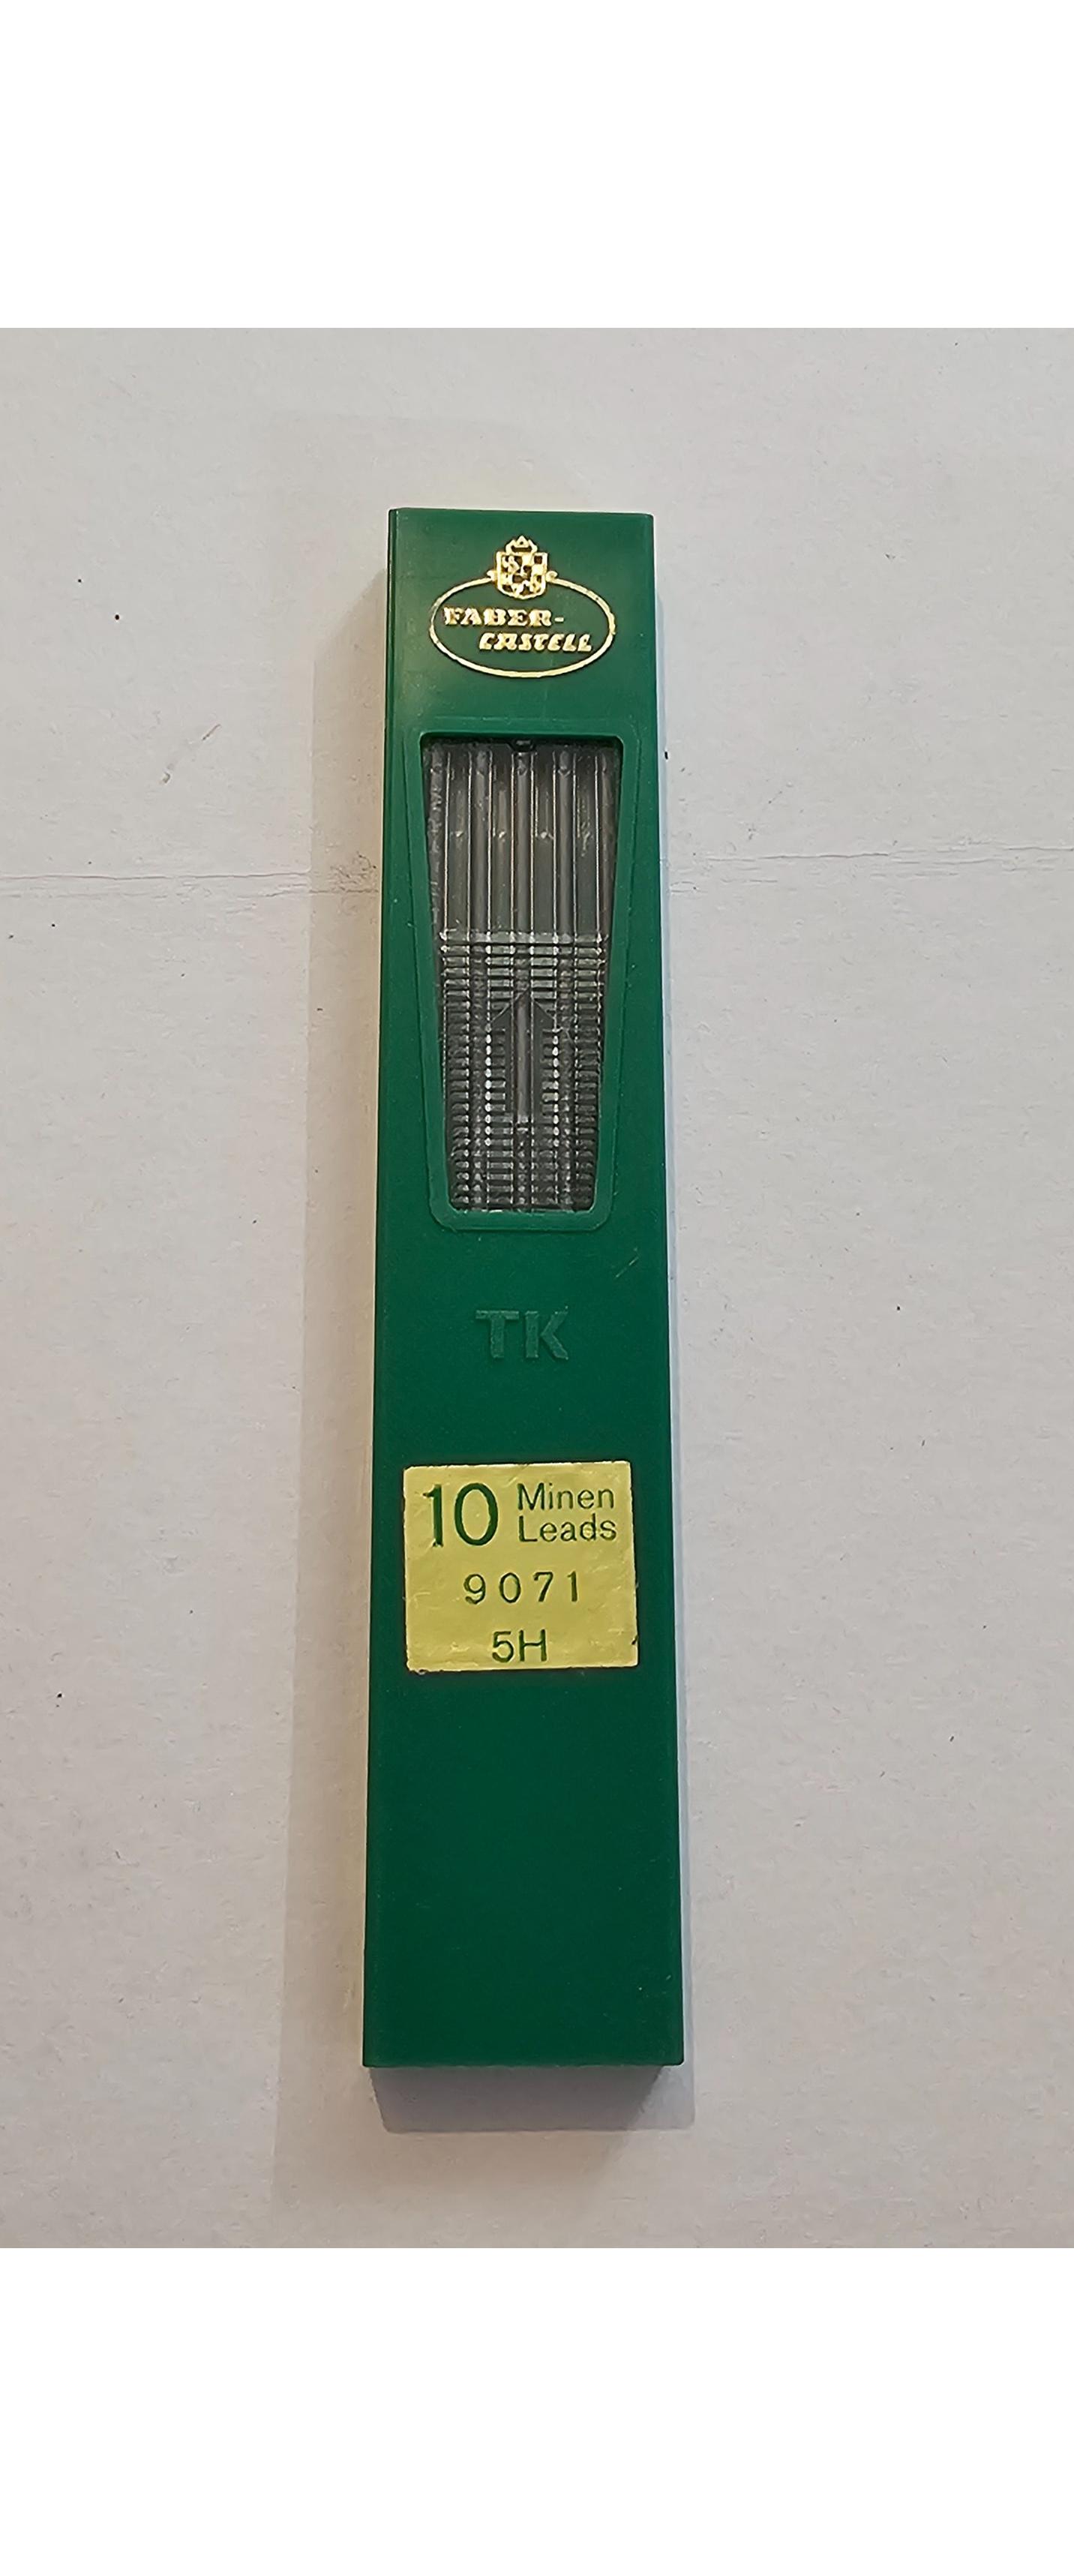 FABER-
CASTELL
TK
10 Minen
Leads
9071
5H